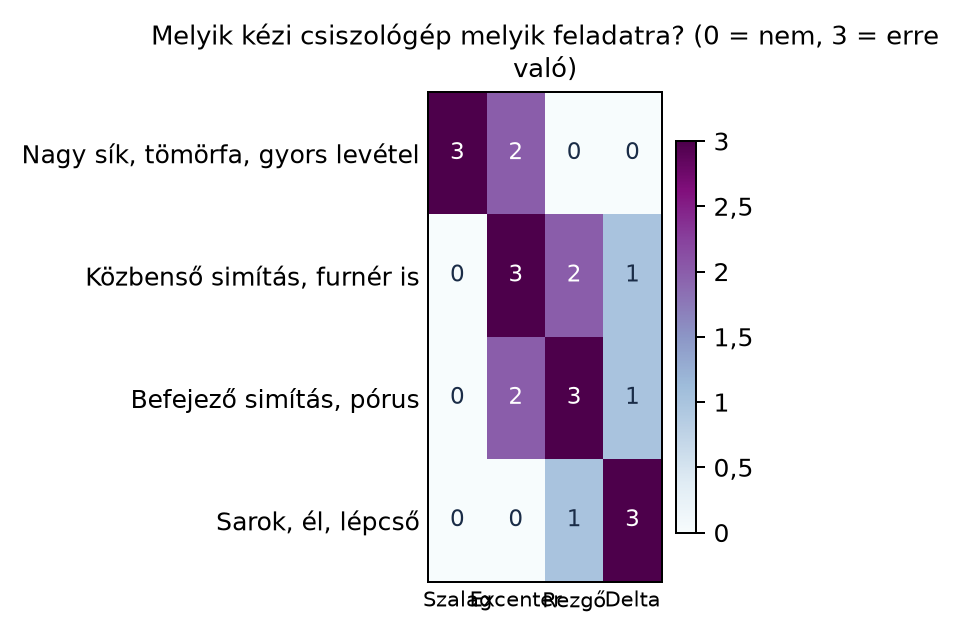 Melyik kézi csiszológép melyik feladatra? (0 = nem, 3 = erre
való)
Nagy sík, tömörfa, gyors levétel 3 2 0 0
Közbenső simítás, furnér is 0 3 2 1
Befejező simítás, pórus 0 2 3 1
Sarok, él, lépcső 0 0 1 3
Szalag Excenter Rezgő Delta
3
2,5
2
1,5
1
0,5
0